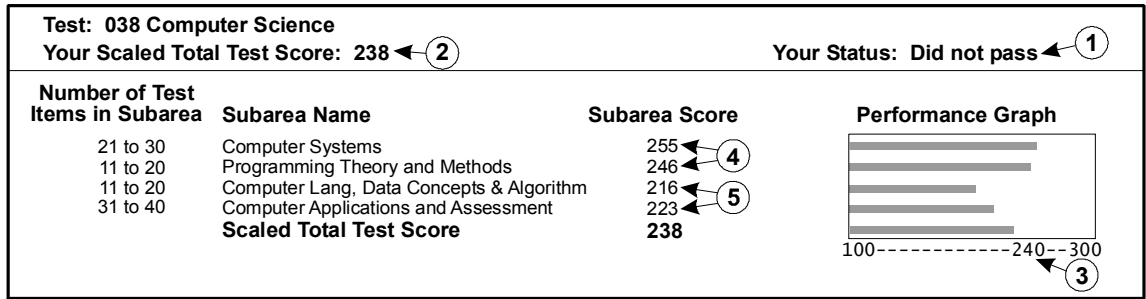 Test: 038 Computer Science
Your Scaled Total Test Score: 238 2
Your Status: Did not pass 1
Number of Test
Items in Subarea Subarea Name Subarea Score Performance Graph
21 to 30 Computer Systems 255
4
11 to 20 Programming Theory and Methods 246
11 to 20 Computer Lang, Data Concepts & Algorithm 216
5
31 to 40 Computer Applications and Assessment 223
Scaled Total Test Score 238
100------------240--300
3